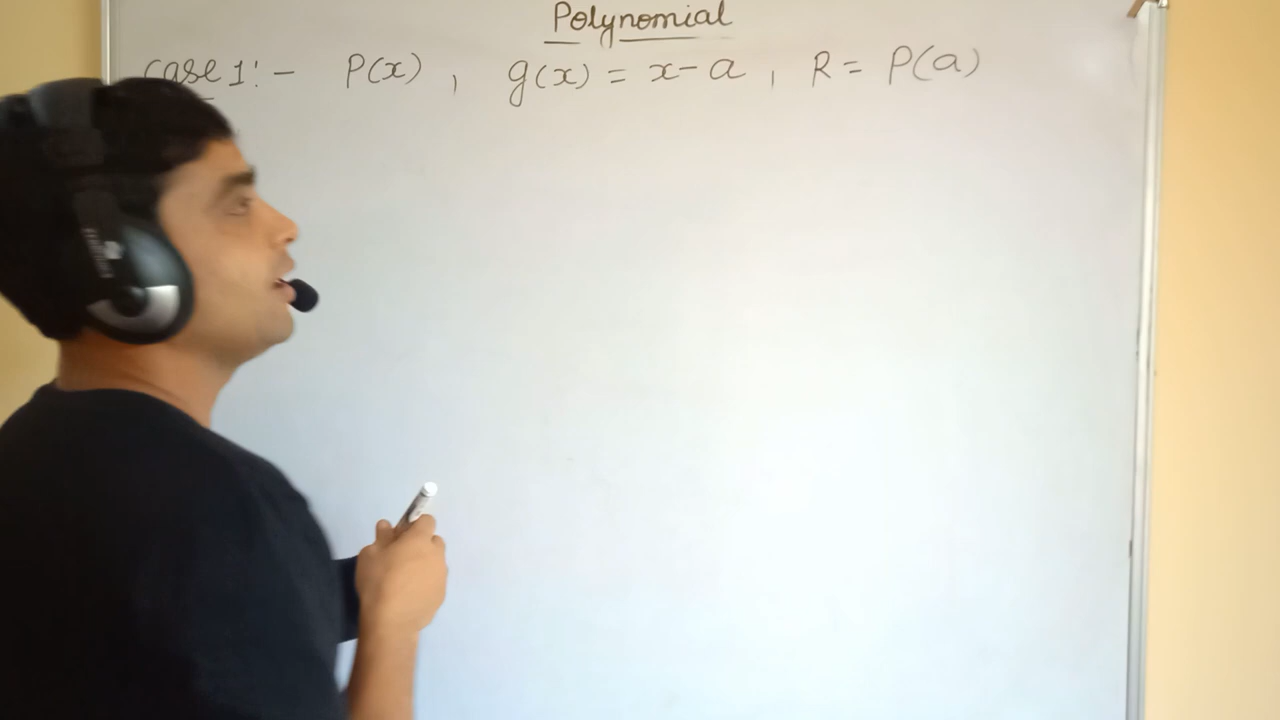 Polynomial
Case 1:- P(x), g(x) = x-a, R = P(a)